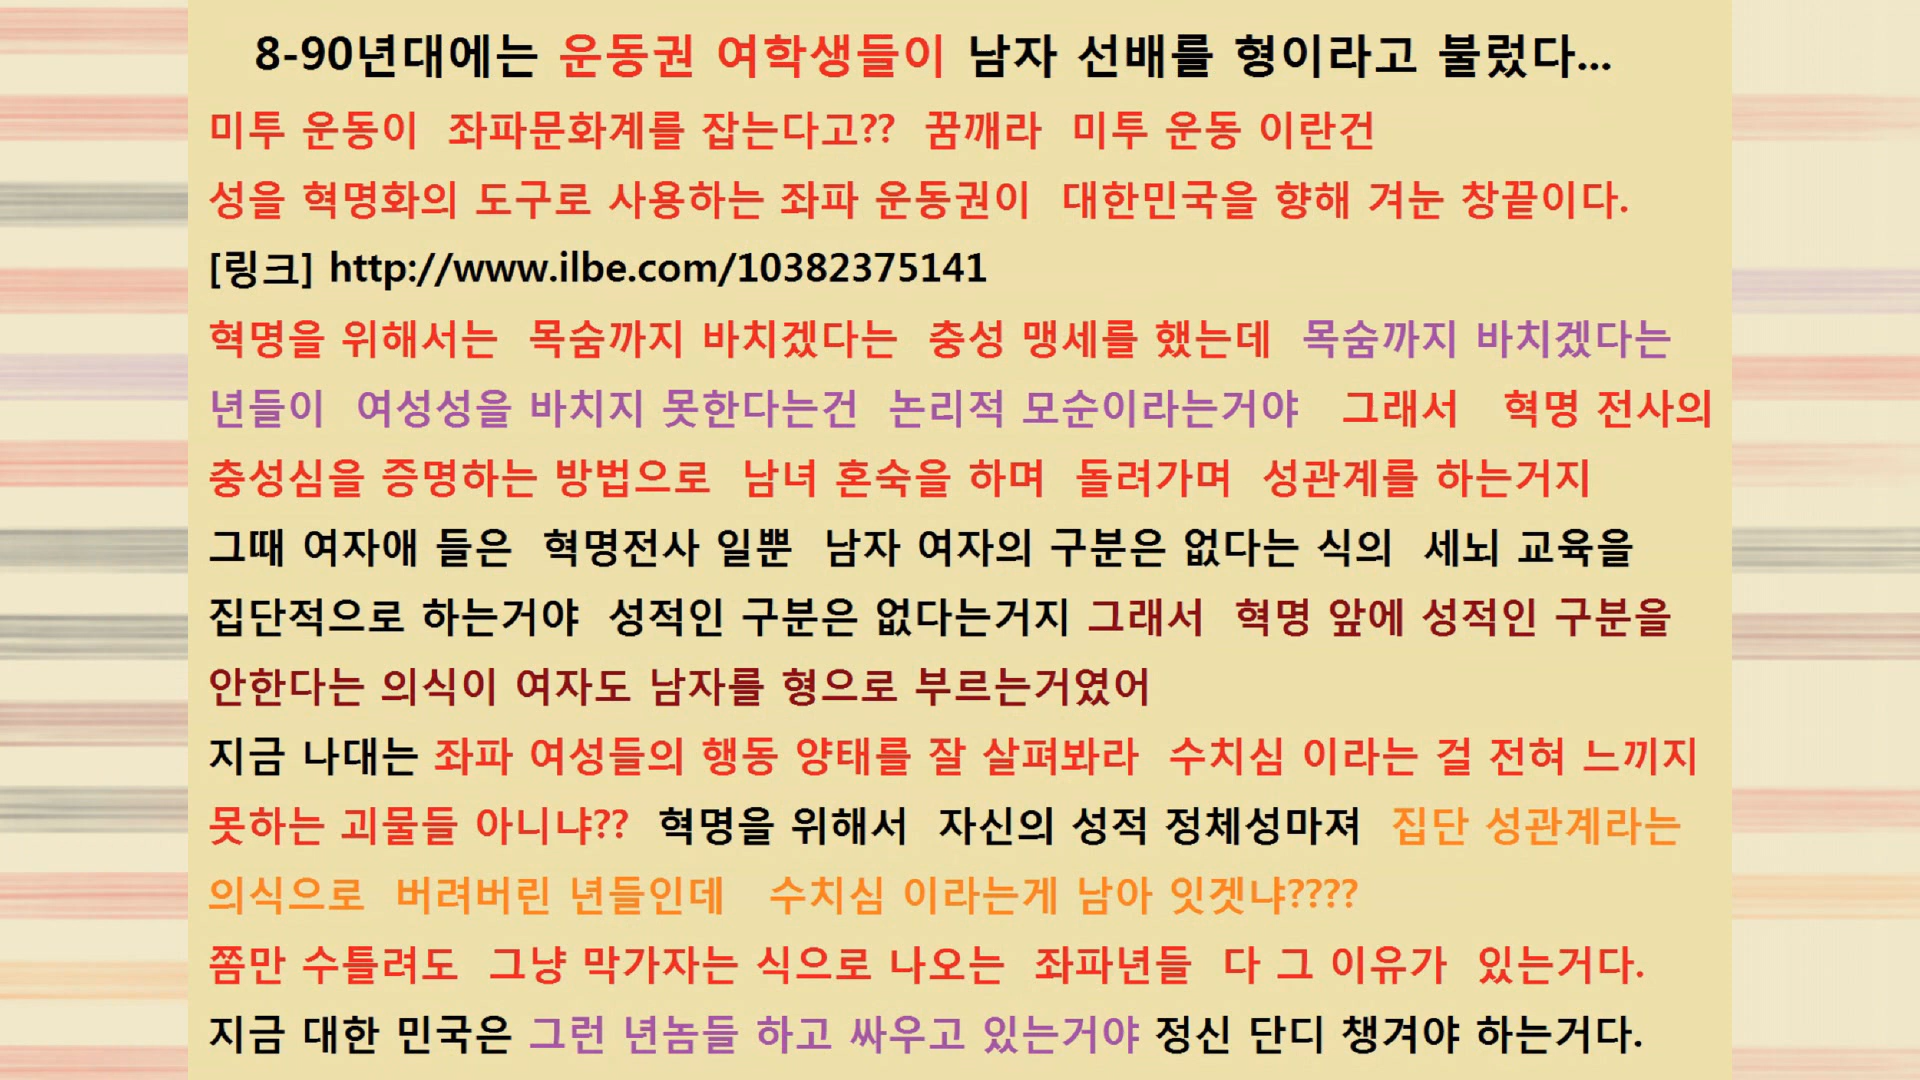 8-90년대에는 운동권 여학생들이 남자 선배를 형이라고 불렀다...
미투 운동이 좌파문화계를 잡는다고?? 꿈깨라 미투 운동 이란건
성을 혁명화의 도구로 사용하는 좌파 운동권이 대한민국을 향해 겨눈 창끝이다.
[링크] http://www.ilbe.com/10382375141
혁명을 위해서는 목숨까지 바치겠다는 충성 맹세를 했는데 목숨까지 바치겠다는
년들이 여성성을 바치지 못한다는건 논리적 모순이라는거야 그래서 혁명 전사의
충성심을 증명하는 방법으로 남녀 혼숙을 하며 돌려가며 성관계를 하는거지
그때 여자애 들은 혁명전사 일뿐 남자 여자의 구분은 없다는 식의 세뇌 교육을
집단적으로 하는거야 성적인 구분은 없다는거지 그래서 혁명 앞에 성적인 구분을
안한다는 의식이 여자도 남자를 형으로 부르는거였어
지금 나대는 좌파 여성들의 행동 양태를 잘 살펴봐라 수치심 이라는 걸 전혀 느끼지
못하는 괴물들 아니냐?? 혁명을 위해서 자신의 성적 정체성마져 집단 성관계라는
의식으로 버려버린 년들인데 수치심 이라는게 남아 잇겟냐????
쫌만 수틀려도 그냥 막가자는 식으로 나오는 좌파년들 다 그 이유가 있는거다.
지금 대한 민국은 그런 년놈들 하고 싸우고 있는거야 정신 단디 챙겨야 하는거다.